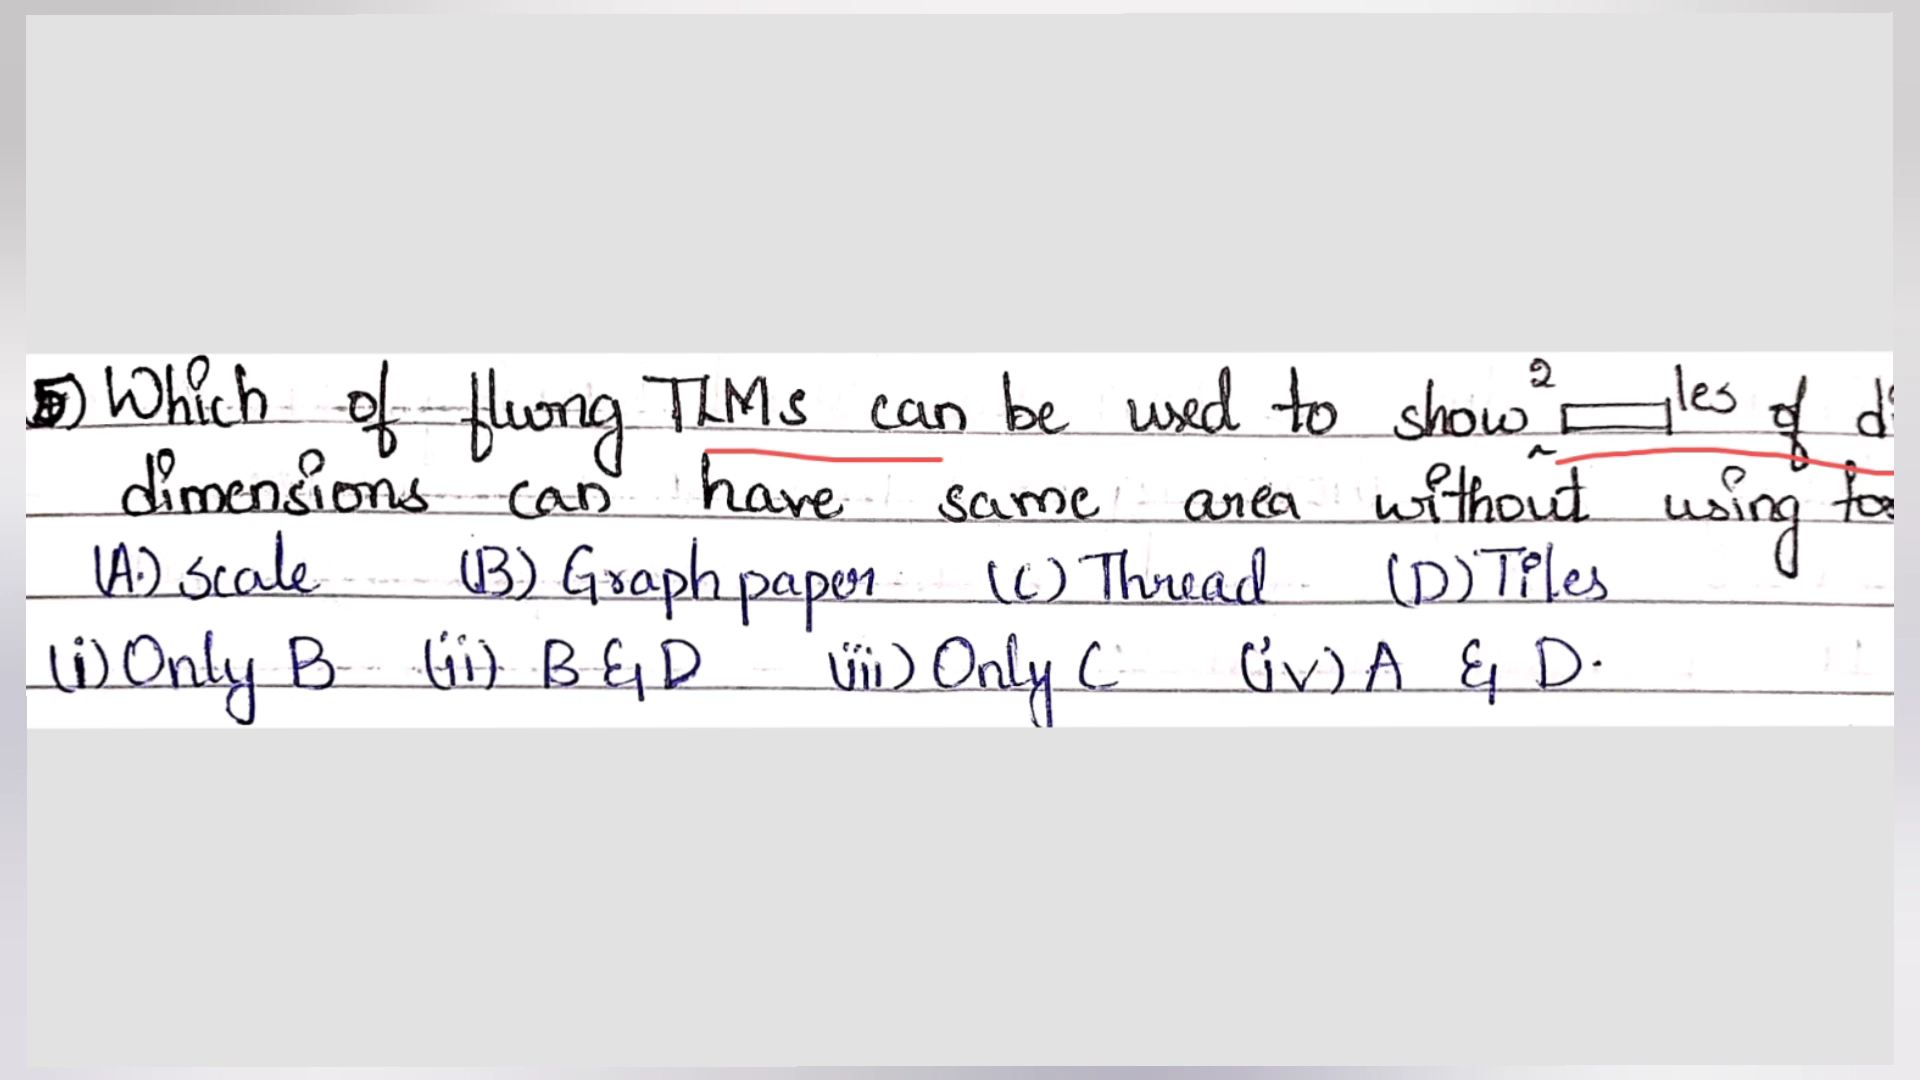 5) Which of flwng TLMs can be used to show 2 ▭les of
dimensions can have same area without using
(A.) scale (B) Graph paper (C) Thread (D) Tiles
(i) Only B (ii) B & D (iii) Only C (iv) A & D.